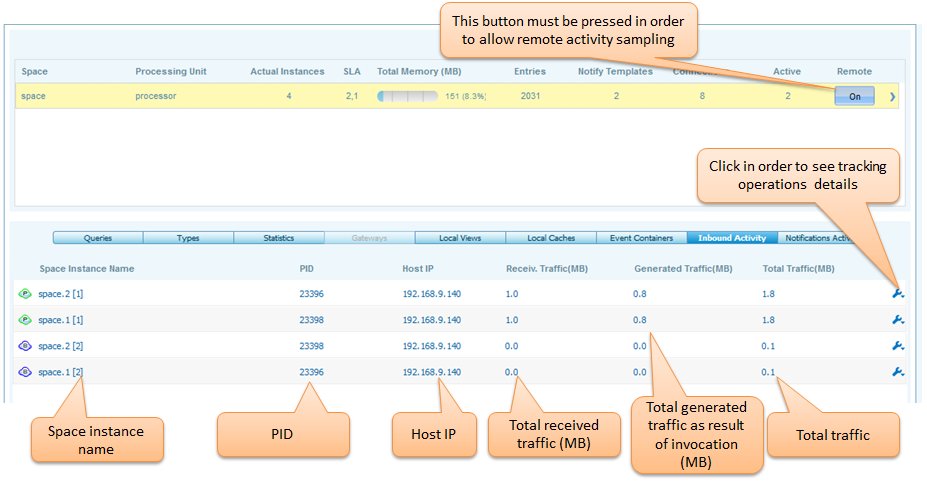 This button must be pressed in order
to allow remote activity sampling
Space Processing Unit Actual Instances SLA Total Memory (MB) Entries Notify Templates Active Remote
space processor 4 2,1 151 (8.3%) 2031 2 8 2 On
Click in order to see tracking
operations details
Queries Types Statistics Gateways Local Views Local Caches Event Containers Inbound Activity Notifications
Space Instance Name PID Host IP Receiv. Traffic(MB) Generated Traffic(MB) Total Traffic(MB)
P space.2 [1] 23396 192.168.9.140 1.0 0.8 1.8
P space.1 [1] 23398 192.168.9.140 1.0 0.8 1.8
B space.2 [2] 23398 192.168.9.140 0.0 0.0 0.1
B space.1 [2] 23396 192.168.9.140 0.0 0.0 0.1
Space instance
name
PID
Host IP
Total received
traffic (MB)
Total generated
traffic as result
of invocation
(MB)
Total traffic